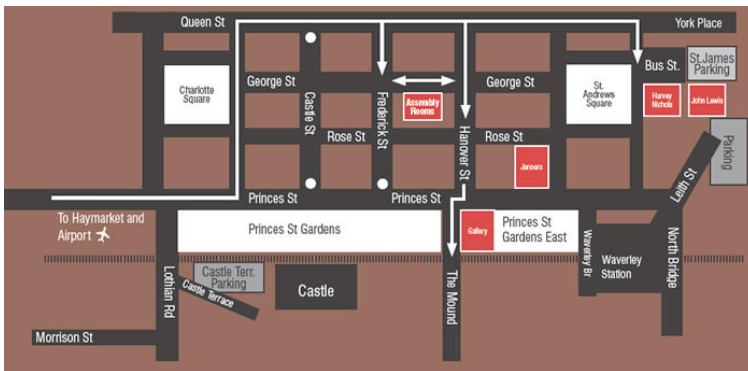 Queen St
York Place
Bus St.
St.James
Parking
George St
George St
Charlotte
Square
St.
Andrews
Square
Harvey
Nichols
John Lewis
Castle St
Frederick St
Assembly
Rooms
Hanover St
Rose St
Rose St
Parking
Jenners
Leith St
Princes St
Princes St
To Haymarket and
Airport
Princes St Gardens
Gallery
Princes St
Gardens East
Waverley Br
Waverley
Station
North Bridge
Lothian Rd
Castle Terr.
Parking
Castle Terrace
Castle
The Mound
Morrison St